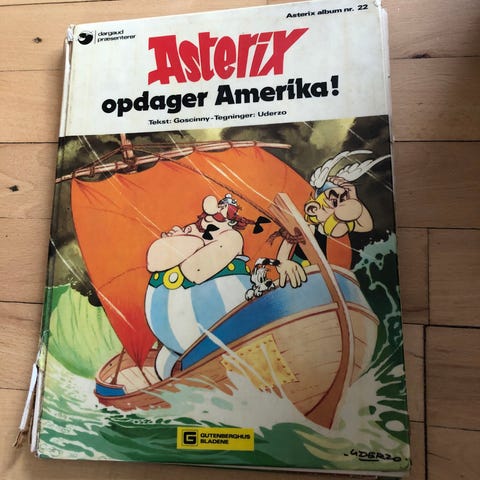 Asterix album nr. 22
dargaud
præsenterer
Asterix
opdager Amerika!
Tekst: Goscinny - Tegninger: Uderzo
G
GUTENBERGHUS
BLADENE
UDERZO